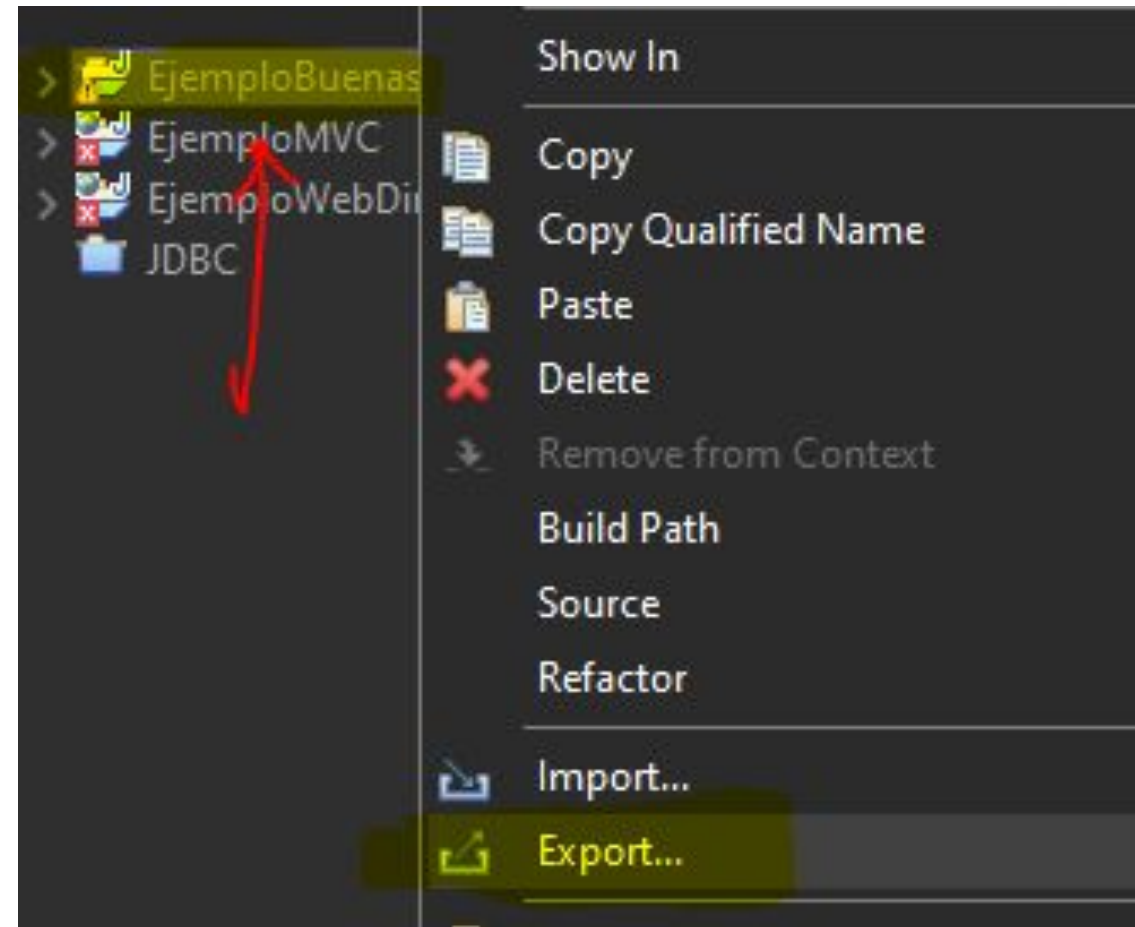 EjemploBuenas
EjemploMVC
EjemploWebDi
JDBC
Show In
Copy
Copy Qualified Name
Paste
Delete
Remove from Context
Build Path
Source
Refactor
Import...
Export...